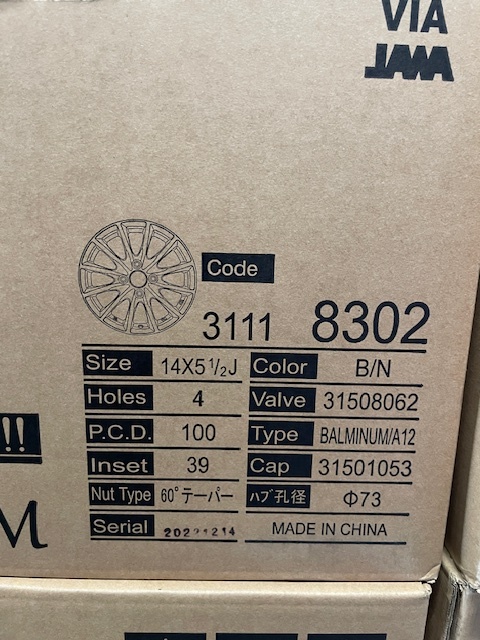 VIA
JAWA
Code
3111 8302
Size 14X5 1/2J Color B/N
Holes 4 Valve 31508062
P.C.D. 100 Type BALMINUM/A12
!!
Inset 39 Cap 31501053
Nut Type 60°テーパー ハブ孔径 Φ73
M
Serial 20221214 MADE IN CHINA